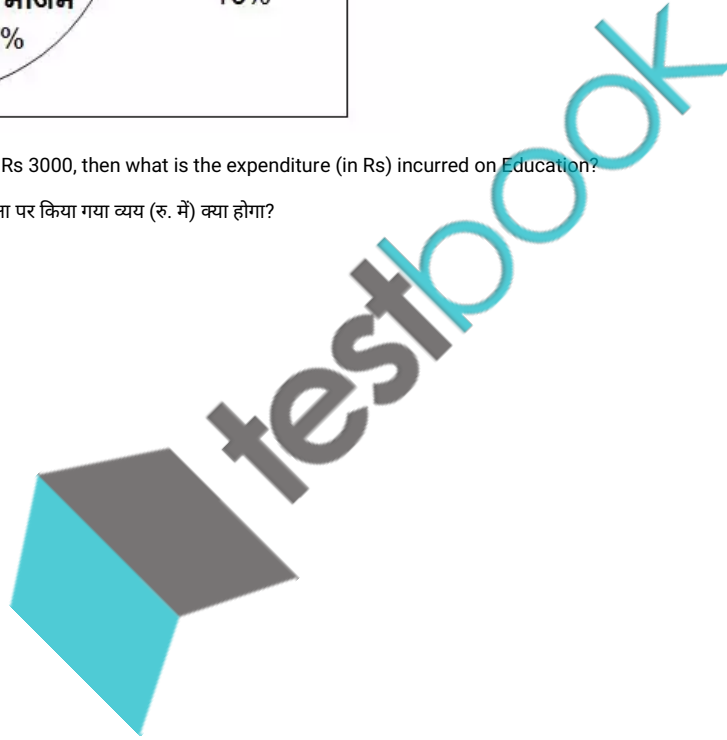 %
Rs 3000, then what is the expenditure (in Rs) incurred on Education?
पर किया गया व्यय (रु. में) क्या होगा?
testbook